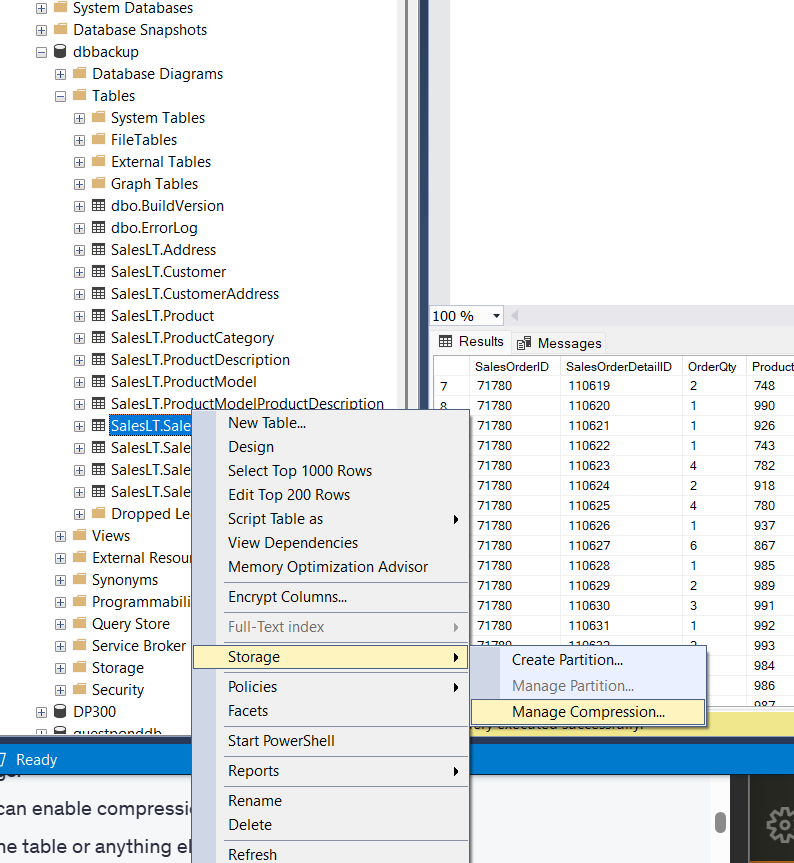 System Databases
Database Snapshots
dbbackup
Database Diagrams
Tables
System Tables
FileTables
External Tables
Graph Tables
dbo.BuildVersion
dbo.ErrorLog
SalesLT.Address
SalesLT.Customer
SalesLT.CustomerAddress
SalesLT.Product
SalesLT.ProductCategory
SalesLT.ProductDescription
SalesLT.ProductModel
SalesLT.ProductModelProductDescription
SalesLT.Sale
SalesLT.Sale
SalesLT.Sale
SalesLT.Sale
Dropped Le
Views
External Resou
Synonyms
Programmabili
Query Store
Service Broker
Storage
Security
DP300
New Table...
Design
Select Top 1000 Rows
Edit Top 200 Rows
Script Table as
View Dependencies
Memory Optimization Advisor
Encrypt Columns...
Full-Text index
Storage
Policies
Facets
Start PowerShell
Reports
Rename
Delete
Refresh
Create Partition...
Manage Partition...
Manage Compression...
100 %
Results Messages
SalesOrderID SalesOrderDetailID OrderQty Product
7 71780 110619 2 748
8 71780 110620 1 990
71780 110621 1 926
71780 110622 1 743
71780 110623 4 782
71780 110624 2 918
71780 110625 4 780
71780 110626 1 937
71780 110627 6 867
71780 110628 1 985
71780 110629 2 989
71780 110630 3 991
71780 110631 1 992
71780 110632 2 993
984
986
987
executed successfully.
Ready
can enable compressi
ne table or anything el